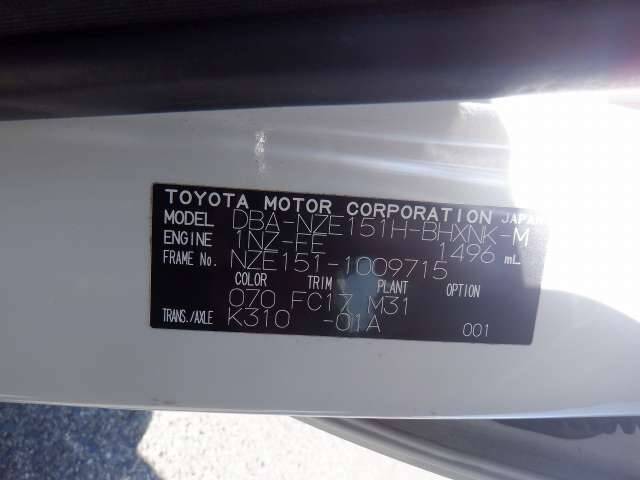 TOYOTA MOTOR CORPORATION JAPAN
MODEL DBA-NZE151H-BHXNK-M
ENGINE 1NZ-FE 1496 mL
FRAME No. NZE151-1009715
COLOR TRIM PLANT OPTION
070 FC17 M31
TRANS./AXLE K310 -01A 001